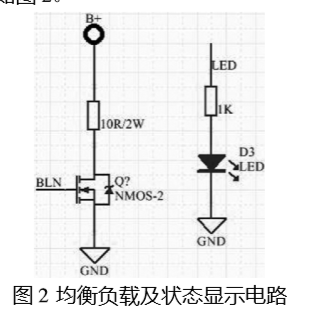 如图 2。
B+
LED
1K
10R/2W
D3
LED
BLN
Q?
NMOS-2
GND
GND
图 2 均衡负载及状态显示电路